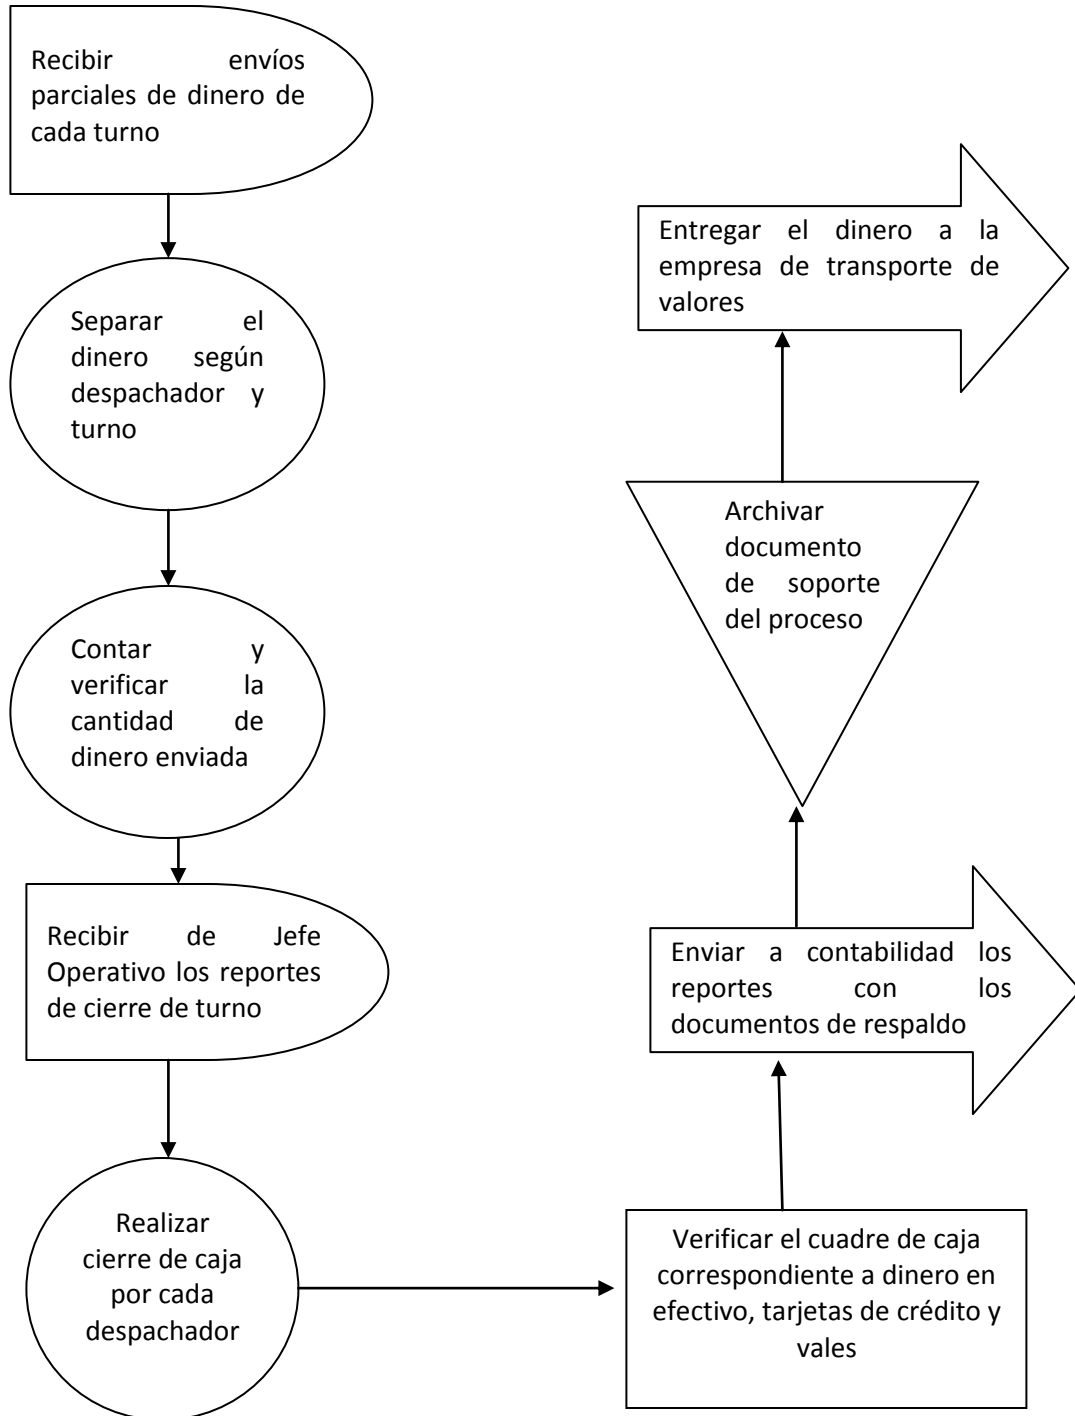 Recibir envíos
parciales de dinero de
cada turno
Separar el
dinero según
despachador y
turno
Contar y
verificar la
cantidad de
dinero enviada
Recibir de Jefe
Operativo los reportes
de cierre de turno
Realizar
cierre de caja
por cada
despachador
Verificar el cuadre de caja
correspondiente a dinero en
efectivo, tarjetas de crédito y
vales
Enviar a contabilidad los
reportes con los
documentos de respaldo
Archivar
documento
de soporte
del proceso
Entregar el dinero a la
empresa de transporte de
valores